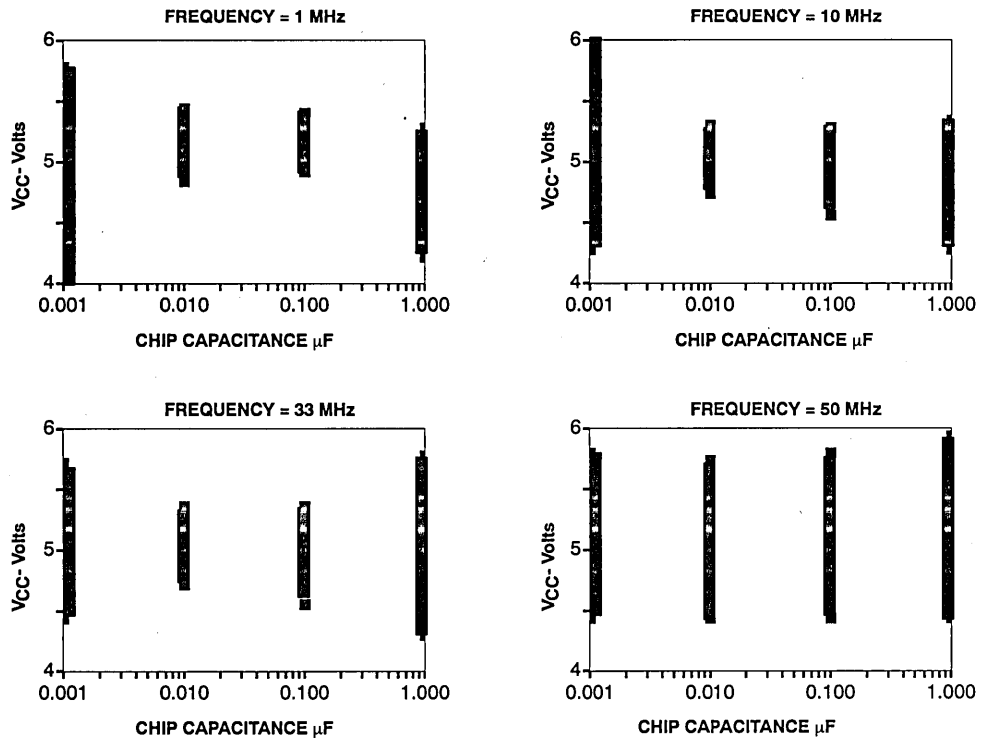 FREQUENCY = 1 MHz
6
5
4
VCC- Volts
0.001 0.010 0.100 1.000
CHIP CAPACITANCE µF
FREQUENCY = 10 MHz
6
5
4
VCC- Volts
0.001 0.010 0.100 1.000
CHIP CAPACITANCE µF
FREQUENCY = 33 MHz
6
5
4
VCC- Volts
0.001 0.010 0.100 1.000
CHIP CAPACITANCE µF
FREQUENCY = 50 MHz
6
5
4
VCC- Volts
0.001 0.010 0.100 1.000
CHIP CAPACITANCE µF